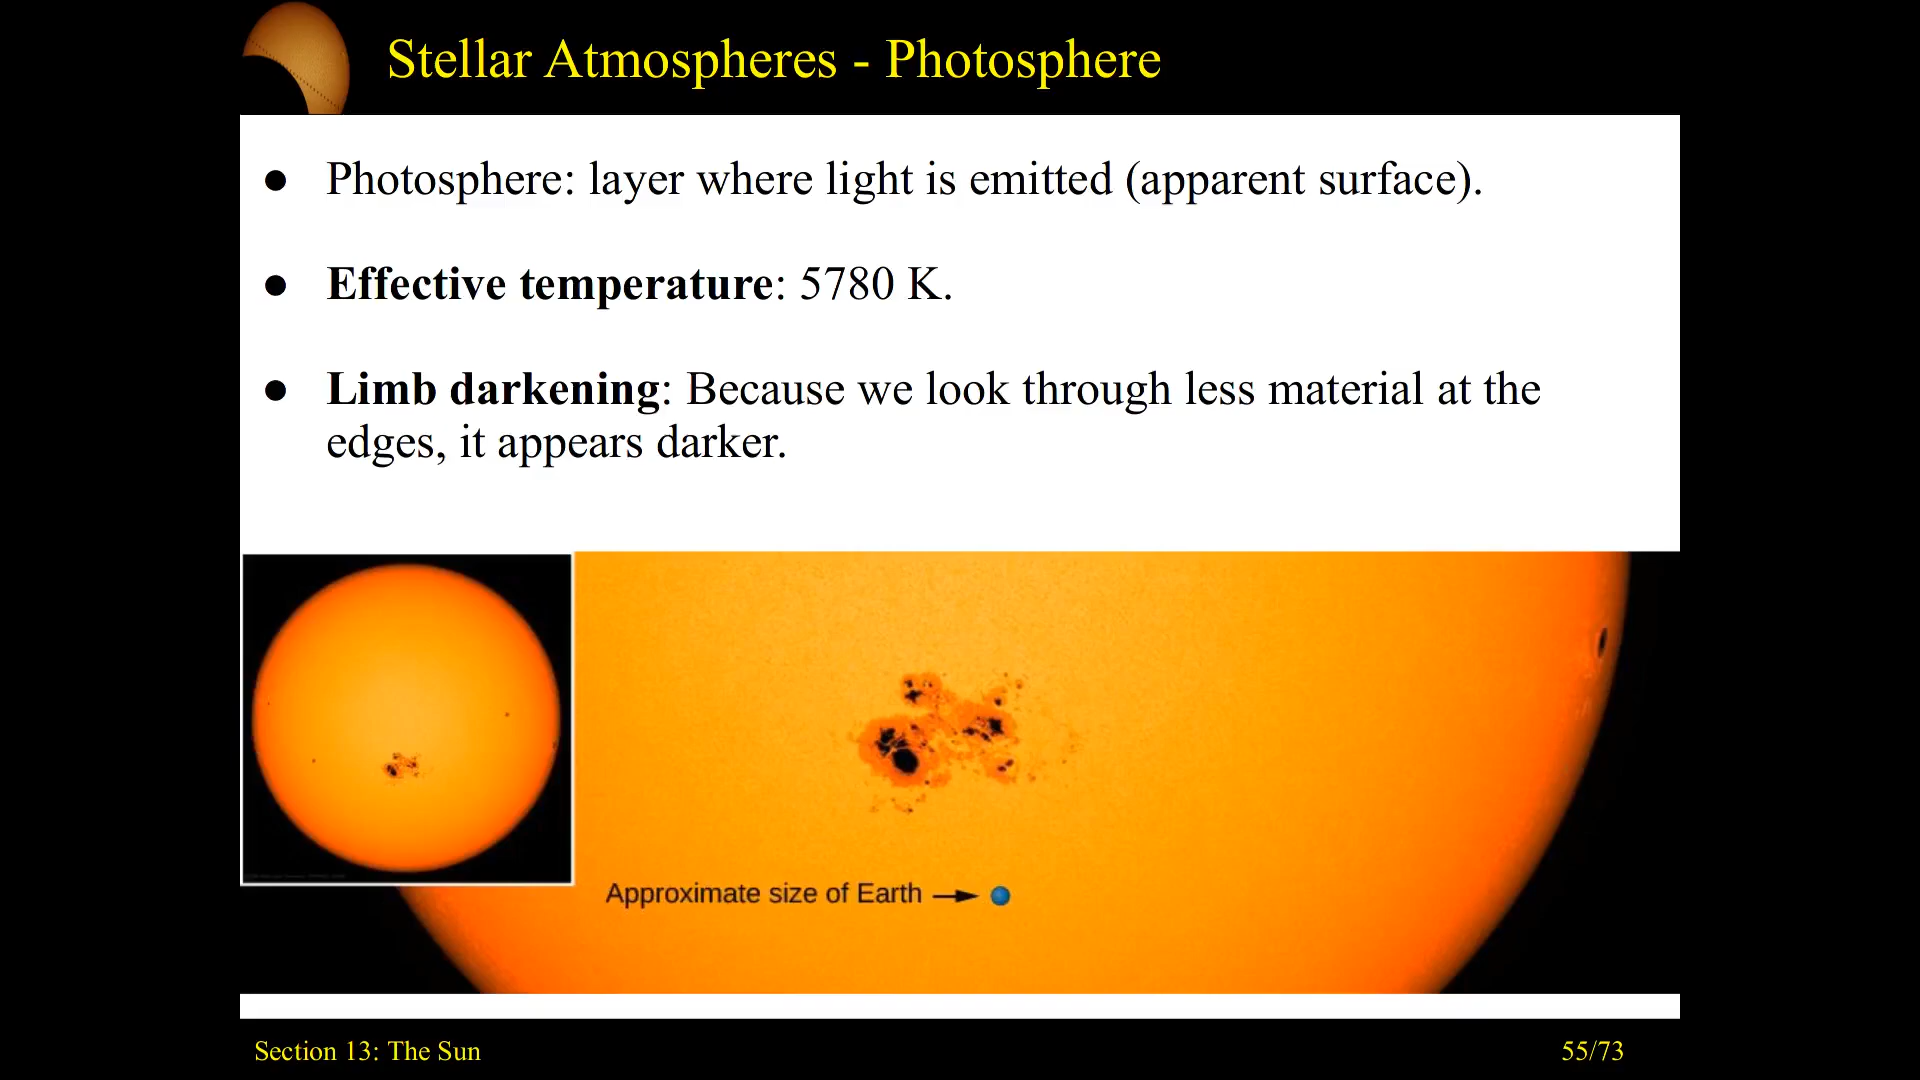 Stellar Atmospheres - Photosphere
● Photosphere: layer where light is emitted (apparent surface).
● Effective temperature: 5780 K.
● Limb darkening: Because we look through less material at the
edges, it appears darker.
Approximate size of Earth
Section 13: The Sun
55/73